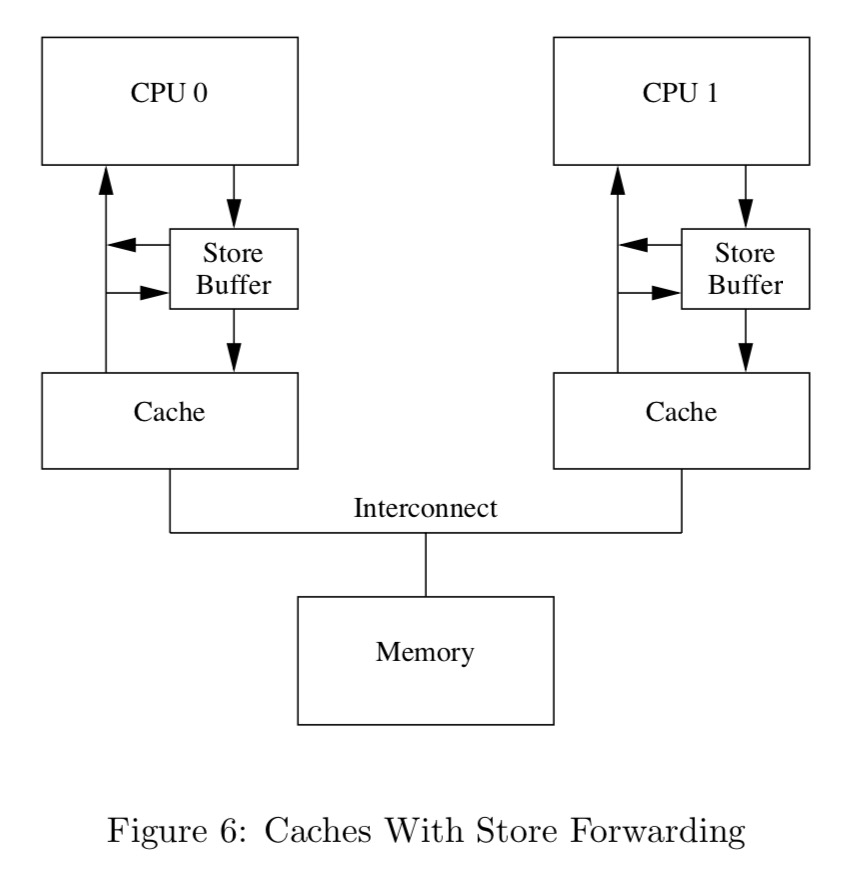 CPU 0
CPU 1
Store
Buffer
Store
Buffer
Cache
Cache
Interconnect
Memory
Figure 6: Caches With Store Forwarding